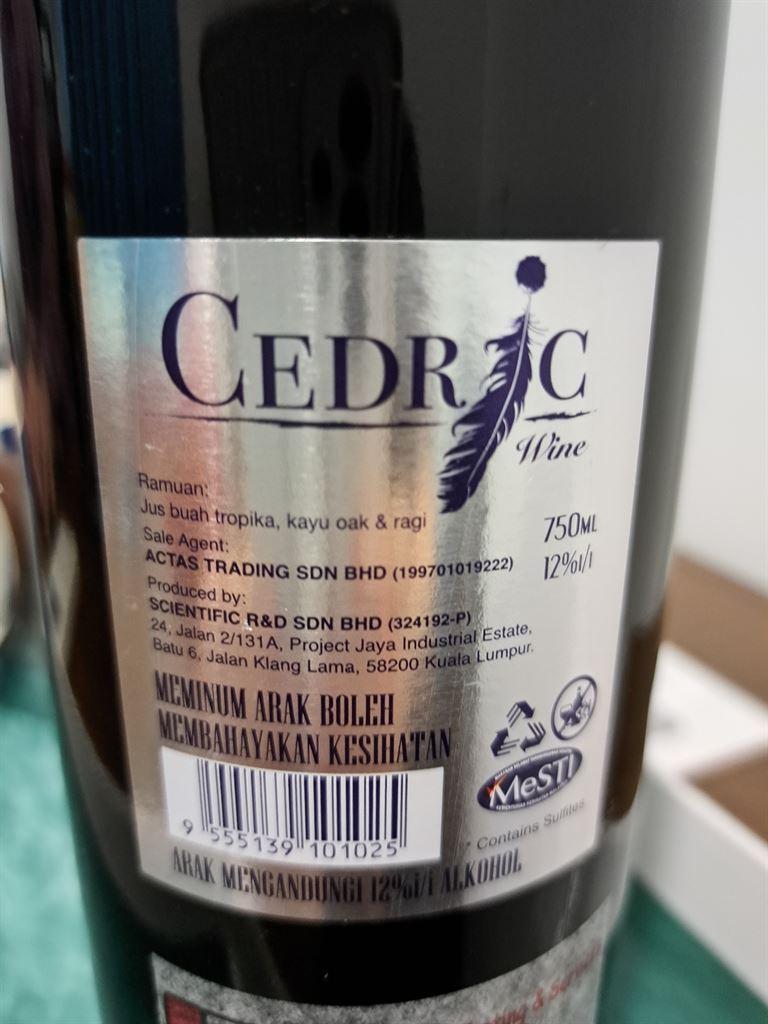 CEDRIC
Wine
Ramuan:
Jus buah tropika, kayu oak & ragi
750ML
12%i/i
Sale Agent:
ACTAS TRADING SDN BHD (199701019222)
Produced by:
SCIENTIFIC R&D SDN BHD (324192-P)
24, Jalan 2/131A, Project Jaya Industrial Estate,
Batu 6, Jalan Klang Lama, 58200 Kuala Lumpur.
MEMINUM ARAK BOLEH
MEMBAHAYAKAN KESIHATAN
MeSTI
9 555139 101025
* Contains Sulfites
ARAK MENGANDUNGI 12%i/i ALKOHOL